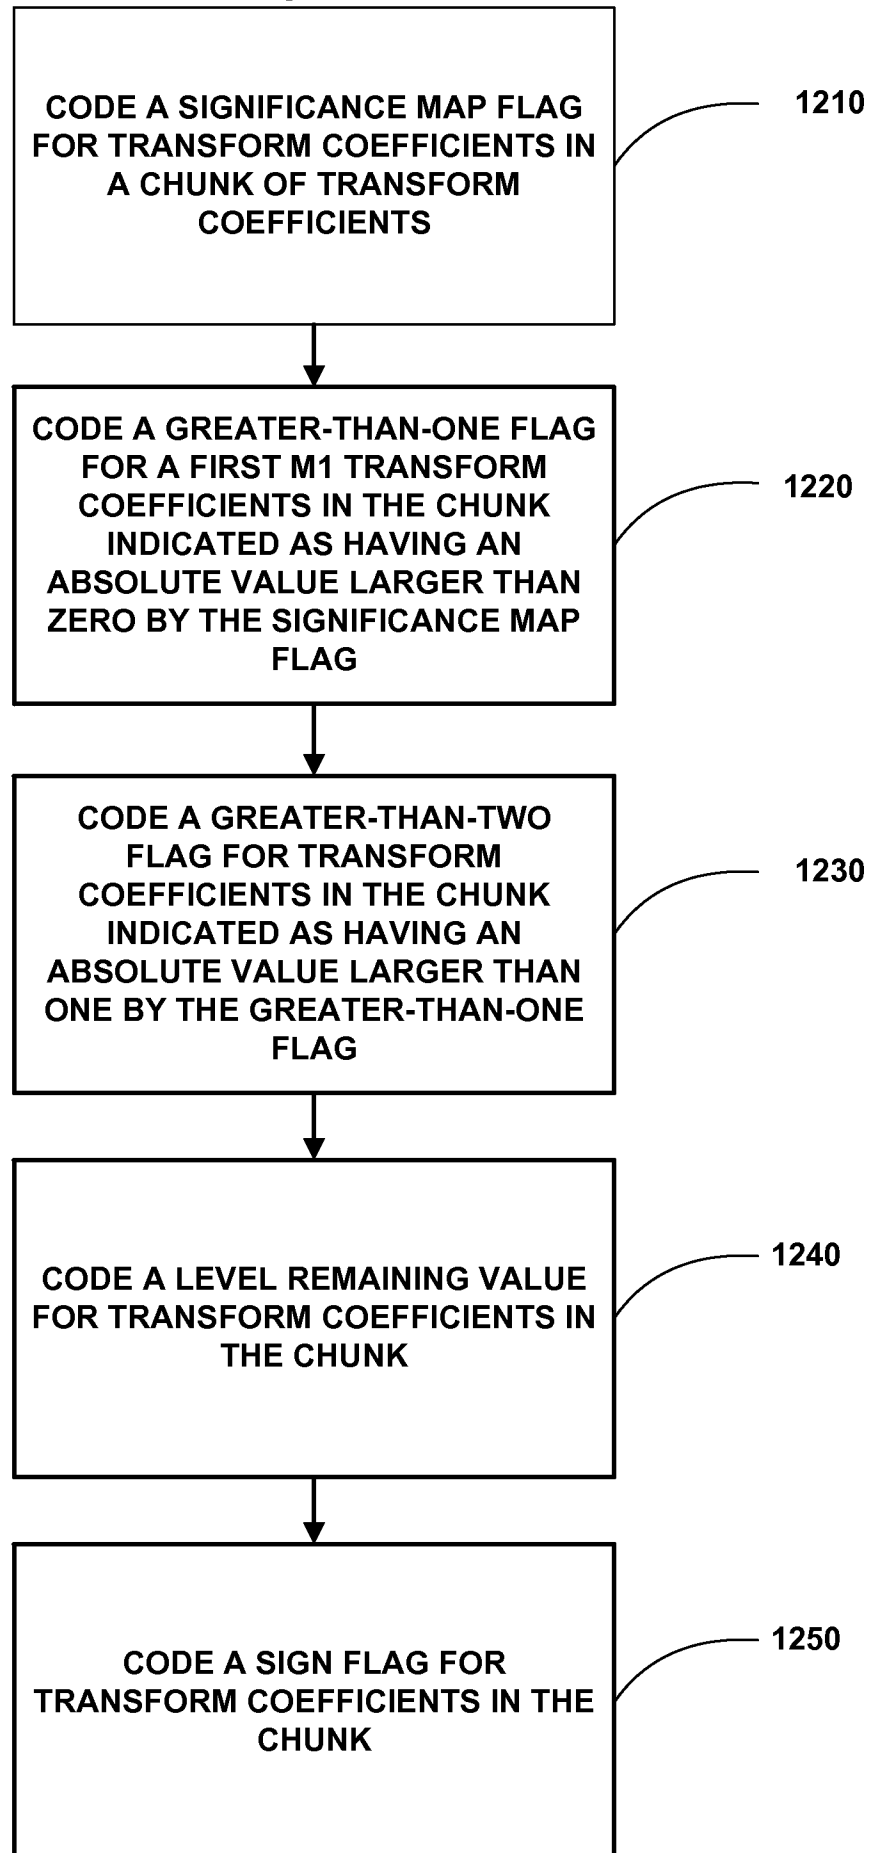 CODE A SIGNIFICANCE MAP FLAG
FOR TRANSFORM COEFFICIENTS IN
A CHUNK OF TRANSFORM
COEFFICIENTS
1210
CODE A GREATER-THAN-ONE FLAG
FOR A FIRST M1 TRANSFORM
COEFFICIENTS IN THE CHUNK
INDICATED AS HAVING AN
ABSOLUTE VALUE LARGER THAN
ZERO BY THE SIGNIFICANCE MAP
FLAG
1220
CODE A GREATER-THAN-TWO
FLAG FOR TRANSFORM
COEFFICIENTS IN THE CHUNK
INDICATED AS HAVING AN
ABSOLUTE VALUE LARGER THAN
ONE BY THE GREATER-THAN-ONE
FLAG
1230
CODE A LEVEL REMAINING VALUE
FOR TRANSFORM COEFFICIENTS IN
THE CHUNK
1240
CODE A SIGN FLAG FOR
TRANSFORM COEFFICIENTS IN THE
CHUNK
1250